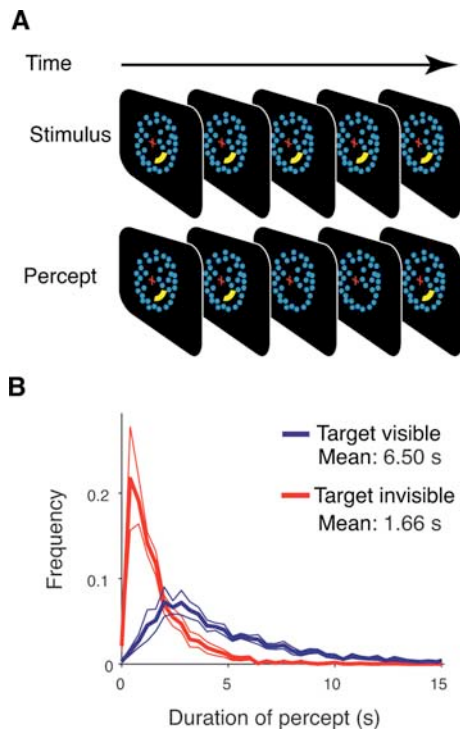 A
Time
Stimulus
Percept
B
Target visible
Mean: 6.50 s
Target invisible
Mean: 1.66 s
Frequency
0.2
0.1
0
0
5
10
15
Duration of percept (s)